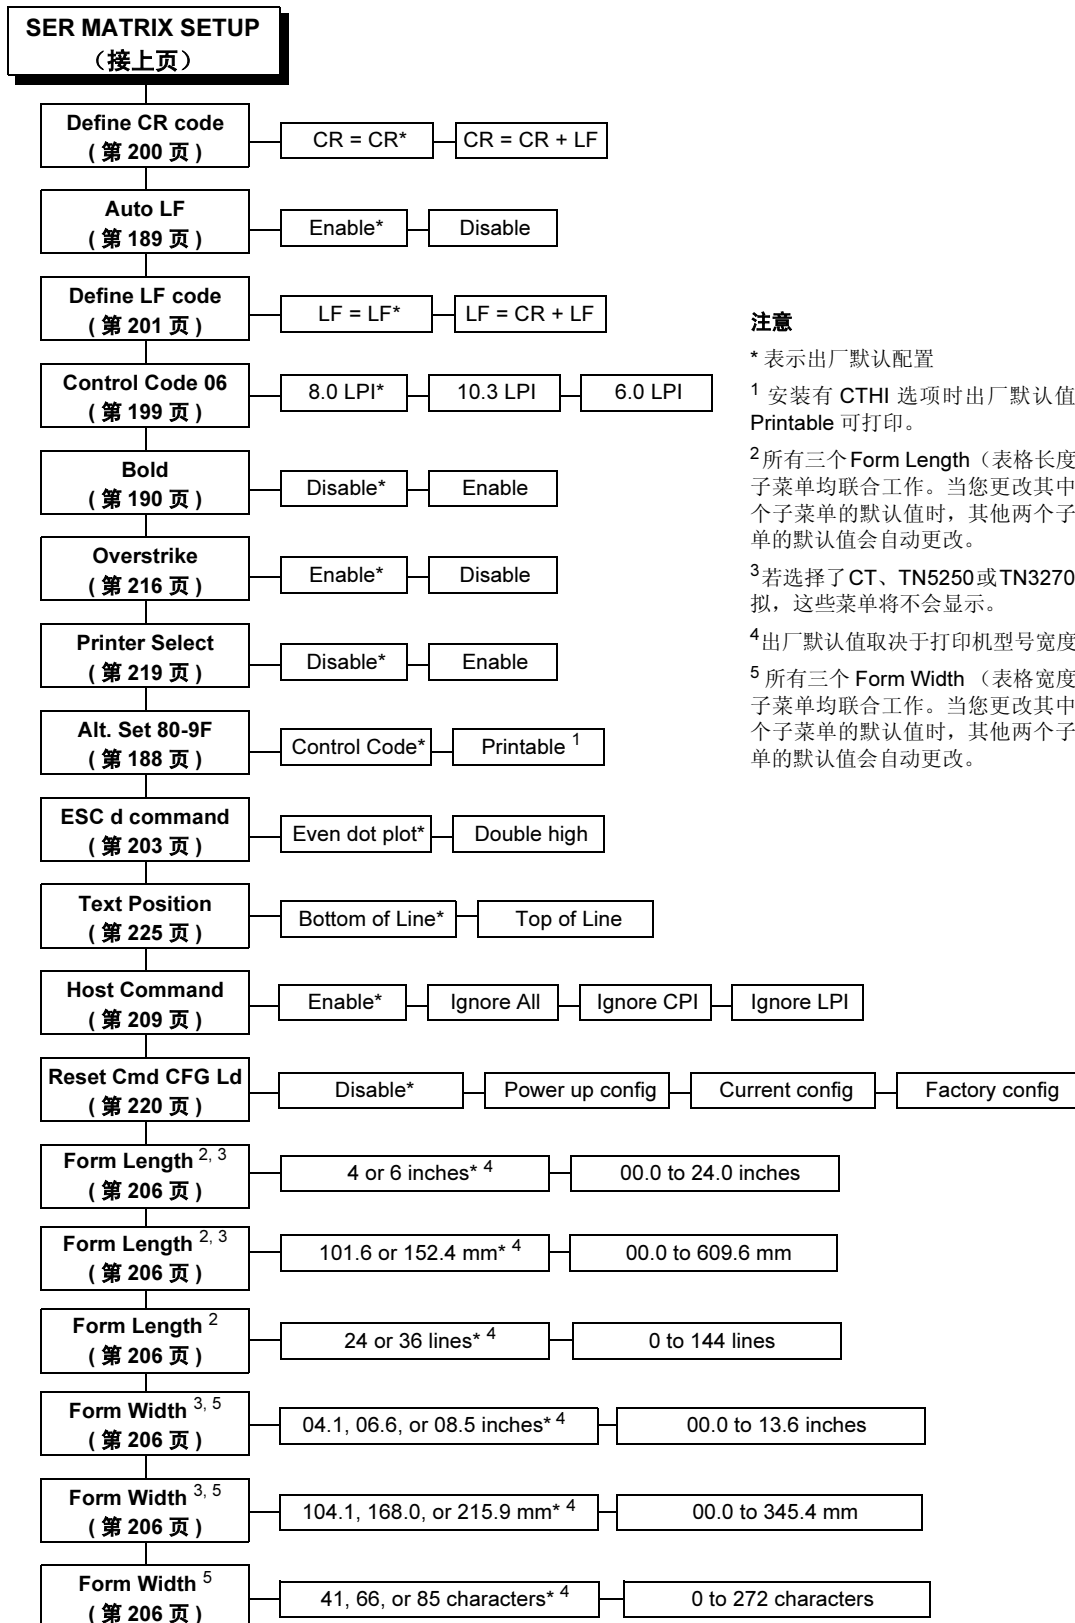 SER MATRIX SETUP
（接上页）
Define CR code
( 第 200 页 )
CR = CR*
CR = CR + LF
Auto LF
( 第 189 页 )
Enable*
Disable
Define LF code
( 第 201 页 )
LF = LF*
LF = CR + LF
Control Code 06
( 第 199 页 )
8.0 LPI*
10.3 LPI
6.0 LPI
Bold
( 第 190 页 )
Disable*
Enable
Overstrike
( 第 216 页 )
Enable*
Disable
Printer Select
( 第 219 页 )
Disable*
Enable
Alt. Set 80-9F
( 第 188 页 )
Control Code*
Printable 1
ESC d command
( 第 203 页 )
Even dot plot*
Double high
Text Position
( 第 225 页 )
Bottom of Line*
Top of Line
Host Command
( 第 209 页 )
Enable*
Ignore All
Ignore CPI
Ignore LPI
Reset Cmd CFG Ld
( 第 220 页 )
Disable*
Power up config
Current config
Factory config
Form Length 2, 3
( 第 206 页 )
4 or 6 inches* 4
00.0 to 24.0 inches
Form Length 2, 3
( 第 206 页 )
101.6 or 152.4 mm* 4
00.0 to 609.6 mm
Form Length 2
( 第 206 页 )
24 or 36 lines* 4
0 to 144 lines
Form Width 3, 5
( 第 206 页 )
04.1, 06.6, or 08.5 inches* 4
00.0 to 13.6 inches
Form Width 3, 5
( 第 206 页 )
104.1, 168.0, or 215.9 mm* 4
00.0 to 345.4 mm
Form Width 5
( 第 206 页 )
41, 66, or 85 characters* 4
0 to 272 characters
注意
* 表示出厂默认配置
1 安装有 CTHI 选项时出厂默认值
Printable 可打印。
2 所有三个 Form Length（表格长度
子菜单均联合工作。当您更改其中
个子菜单的默认值时，其他两个子
单的默认值会自动更改。
3 若选择了 CT、TN5250 或 TN3270
拟，这些菜单将不会显示。
4 出厂默认值取决于打印机型号宽度
5 所有三个 Form Width （表格宽度
子菜单均联合工作。当您更改其中
个子菜单的默认值时，其他两个子
单的默认值会自动更改。